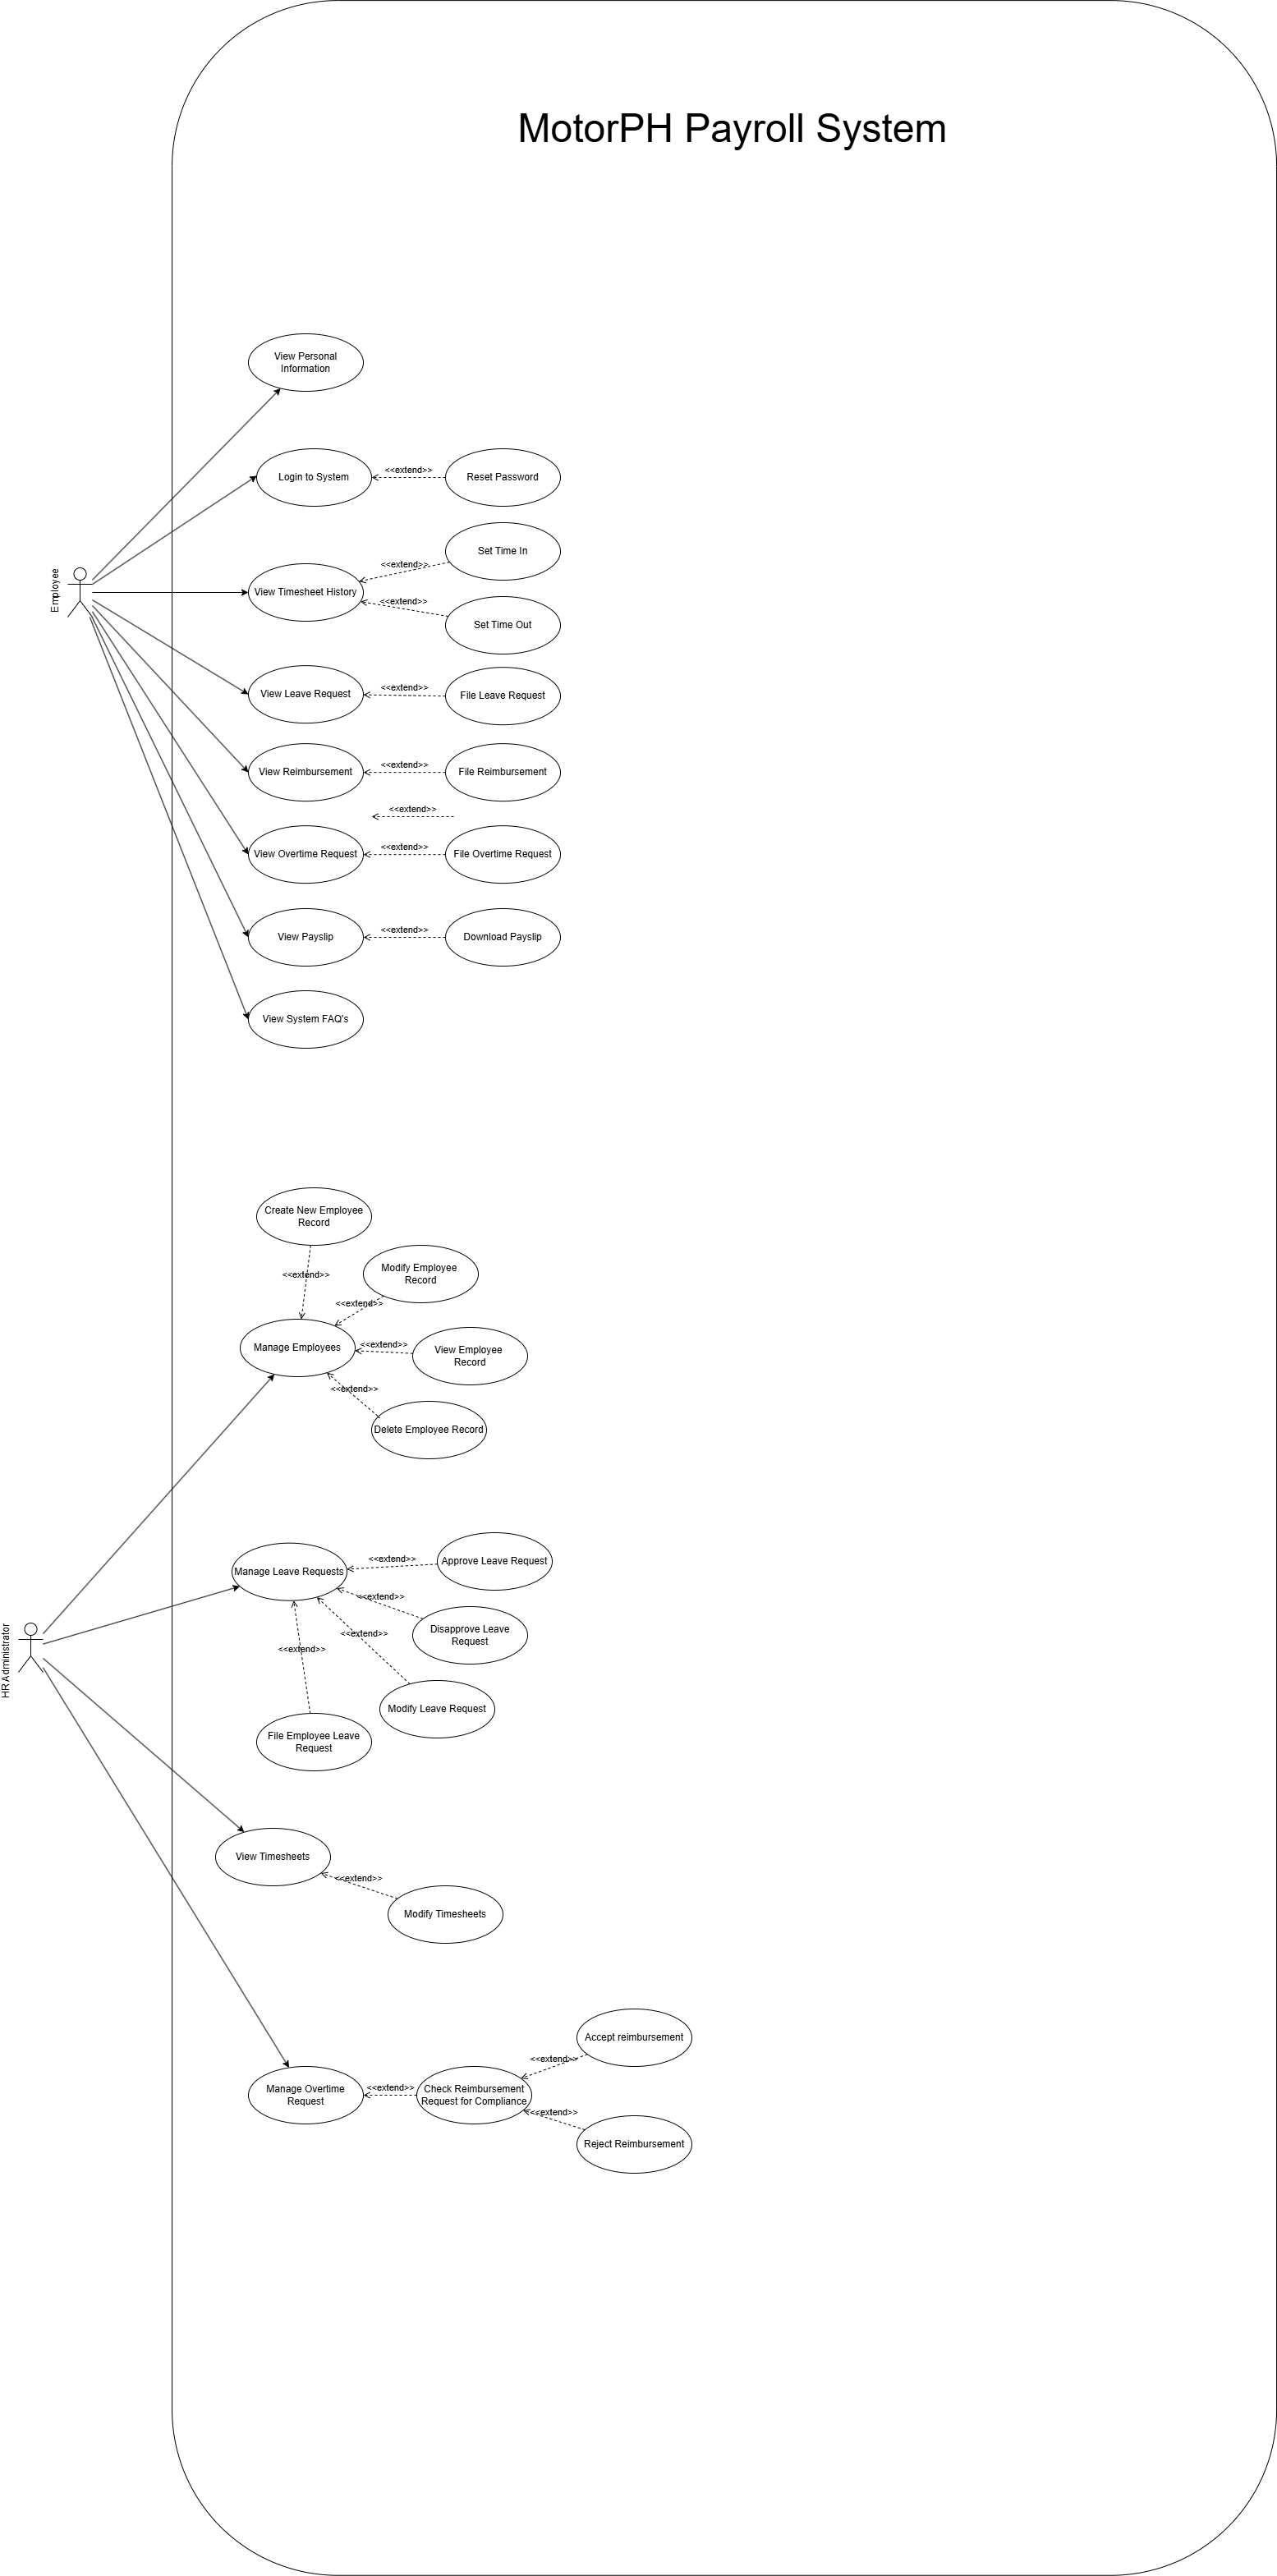 MotorPH Payroll System
View Personal
Information
Login to System
<<extend>>
Reset Password
Employee
View Timesheet History
<<extend>>
Set Time In
<<extend>>
Set Time Out
View Leave Request
<<extend>>
File Leave Request
View Reimbursement
<<extend>>
File Reimbursement
<<extend>>
View Overtime Request
<<extend>>
File Overtime Request
View Payslip
<<extend>>
Download Payslip
View System FAQ's
Create New Employee
Record
<<extend>>
Modify Employee
Record
<<extend>>
Manage Employees
<<extend>>
View Employee
Record
<<extend>>
Delete Employee Record
HR Administrator
Manage Leave Requests
<<extend>>
Approve Leave Request
<<extend>>
Disapprove Leave
Request
<<extend>>
Modify Leave Request
<<extend>>
File Employee Leave
Request
View Timesheets
<<extend>>
Modify Timesheets
Manage Overtime
Request
<<extend>>
Check Reimbursement
Request for Compliance
<<extend>>
Accept reimbursement
<<extend>>
Reject Reimbursement